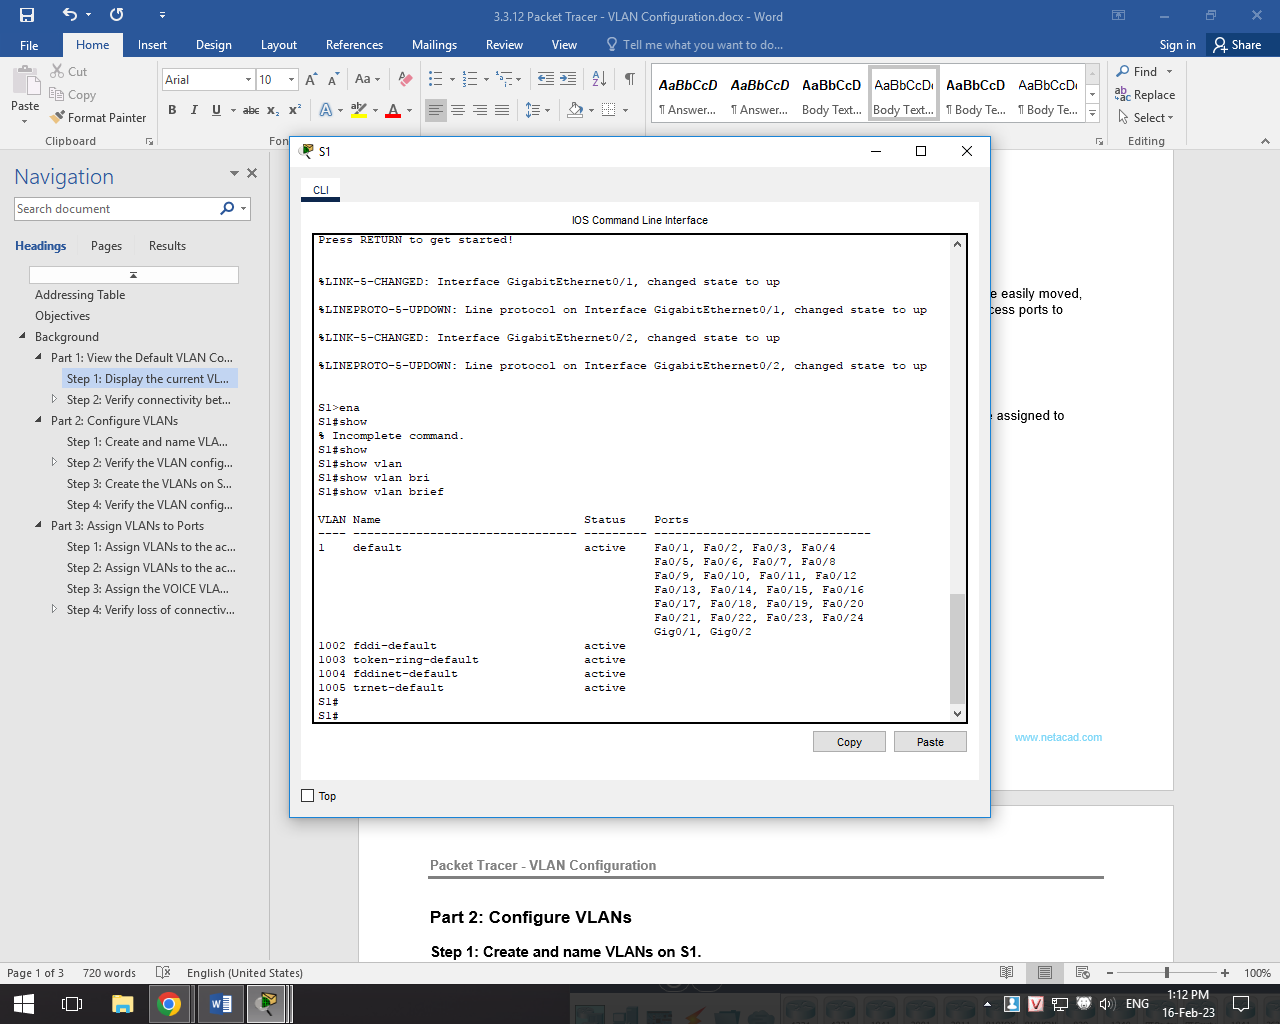 3.3.12 Packet Tracer - VLAN Configuration.docx - Word
File
Home
Insert
Design
Layout
References
Mailings
Review
View
Tell me what you want to do...
Sign in
Share
Paste
Cut
Copy
Format Painter
Clipboard
Arial
10
Fon
AaBbCcD
¶ Answer...
AaBbCcD
¶ Answer...
AaBbCcD
Body Text...
AaBbCcDc
Body Text...
AaBbCcD
¶ Body Te...
AaBbCcDc
¶ Body Te...
Find
Replace
Select
Editing
Navigation
Search document
Headings
Pages
Results
Addressing Table
Objectives
Background
Part 1: View the Default VLAN Co...
Step 1: Display the current VL...
Step 2: Verify connectivity bet...
Part 2: Configure VLANs
Step 1: Create and name VLA...
Step 2: Verify the VLAN config...
Step 3: Create the VLANs on S...
Step 4: Verify the VLAN config...
Part 3: Assign VLANs to Ports
Step 1: Assign VLANs to the ac...
Step 2: Assign VLANs to the ac...
Step 3: Assign the VOICE VLA...
Step 4: Verify loss of connectiv...
S1
CLI
IOS Command Line Interface
Press RETURN to get started!
%LINK-5-CHANGED: Interface GigabitEthernet0/1, changed state to up
%LINEPROTO-5-UPDOWN: Line protocol on Interface GigabitEthernet0/1, changed state to up
%LINK-5-CHANGED: Interface GigabitEthernet0/2, changed state to up
%LINEPROTO-5-UPDOWN: Line protocol on Interface GigabitEthernet0/2, changed state to up
S1>ena
S1#show
% Incomplete command.
S1#show
S1#show vlan
S1#show vlan bri
S1#show vlan brief
VLAN Name Status Ports
---- -------------------------------- --------- -------------------------------
1 default active Fa0/1, Fa0/2, Fa0/3, Fa0/4
Fa0/5, Fa0/6, Fa0/7, Fa0/8
Fa0/9, Fa0/10, Fa0/11, Fa0/12
Fa0/13, Fa0/14, Fa0/15, Fa0/16
Fa0/17, Fa0/18, Fa0/19, Fa0/20
Fa0/21, Fa0/22, Fa0/23, Fa0/24
Gig0/1, Gig0/2
1002 fddi-default active
1003 token-ring-default active
1004 fddinet-default active
1005 trnet-default active
S1#
S1#
Copy
Paste
Top
e easily moved,
cess ports to
e assigned to
www.netacad.com
Packet Tracer - VLAN Configuration
Part 2: Configure VLANs
Step 1: Create and name VLANs on S1.
Page 1 of 3
720 words
English (United States)
100%
ENG
1:12 PM
16-Feb-23